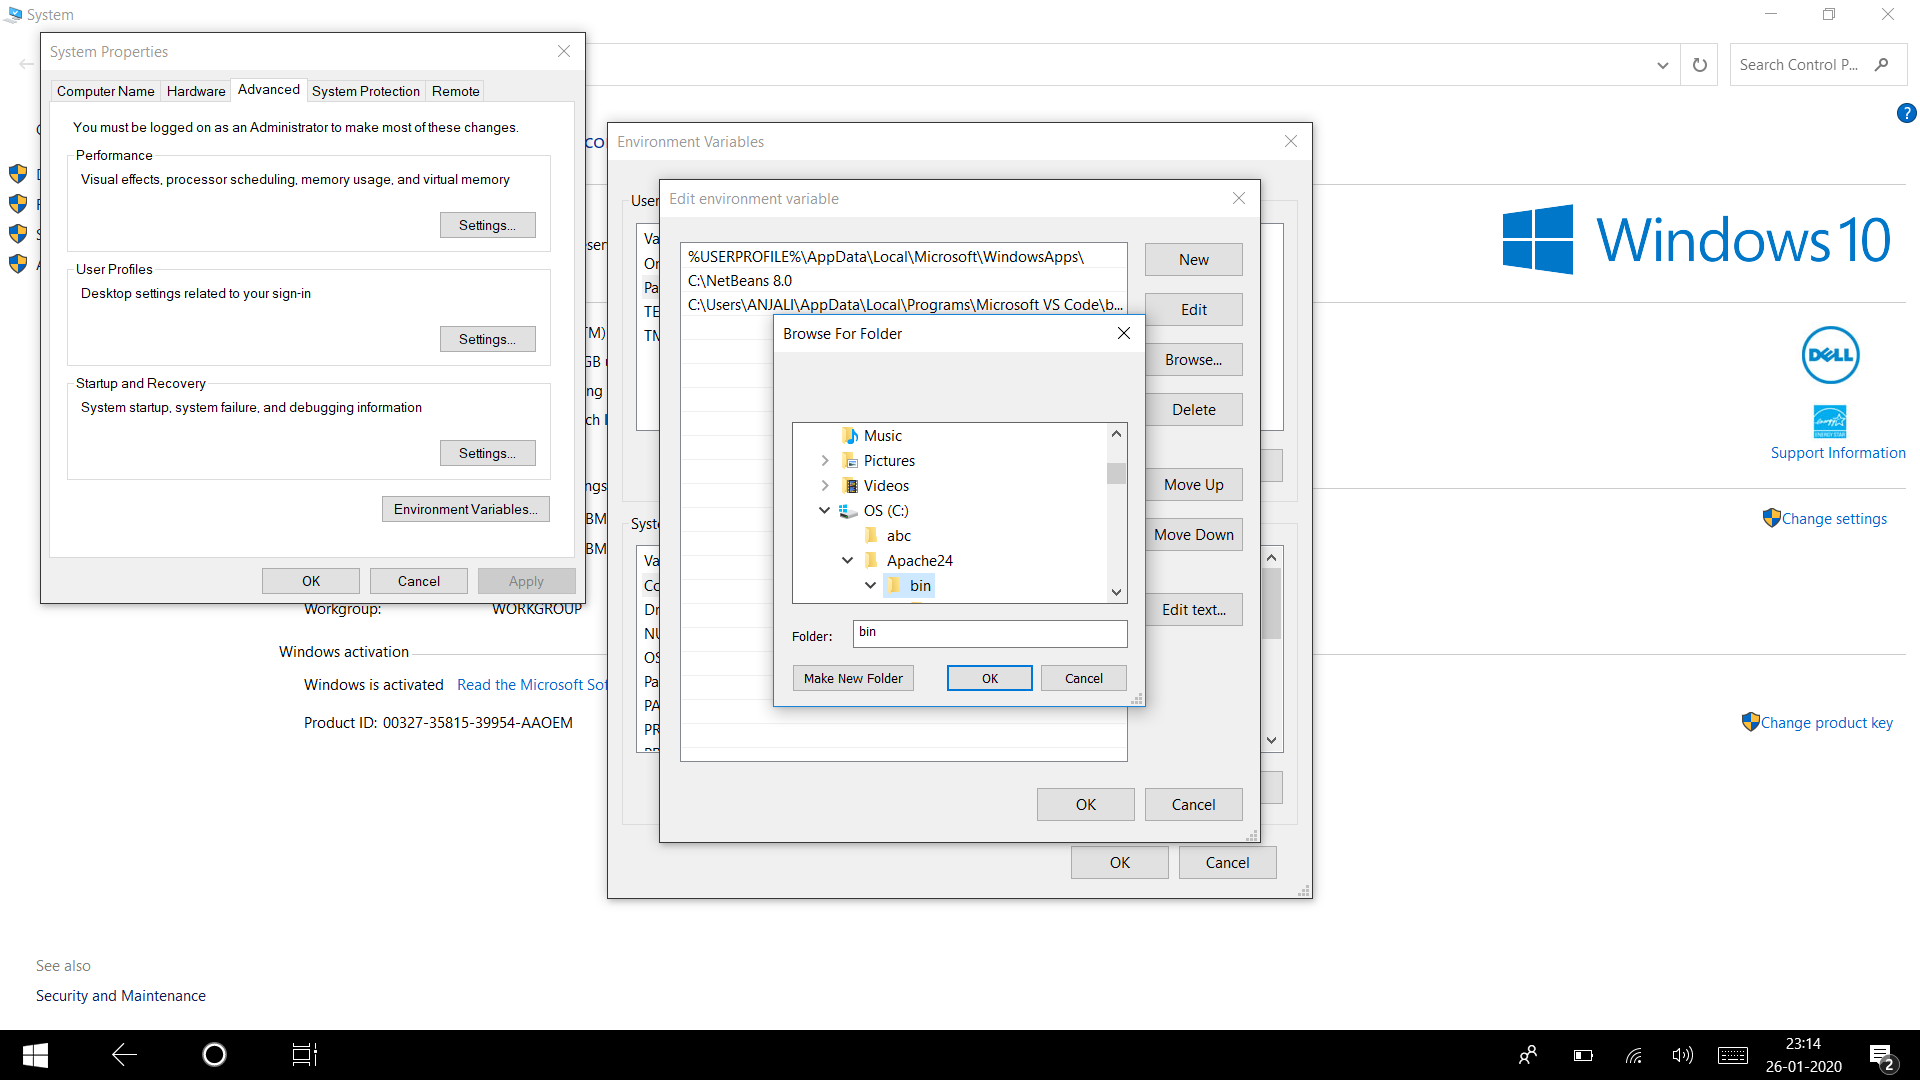 System
System Properties
Computer Name
Hardware
Advanced
System Protection
Remote
You must be logged on as an Administrator to make most of these changes.
Performance
Visual effects, processor scheduling, memory usage, and virtual memory
Settings...
User Profiles
Desktop settings related to your sign-in
Settings...
Startup and Recovery
System startup, system failure, and debugging information
Settings...
Environment Variables...
OK
Cancel
Apply
Search Control P...
?
Environment Variables
User
Edit environment variable
%USERPROFILE%\AppData\Local\Microsoft\WindowsApps\
C:\NetBeans 8.0
C:\Users\ANJALI\AppData\Local\Programs\Microsoft VS Code\b...
New
Edit
Browse...
Delete
Move Up
Move Down
Edit text...
Browse For Folder
Music
Pictures
Videos
OS (C:)
abc
Apache24
bin
Folder:
bin
Make New Folder
OK
Cancel
OK
Cancel
OK
Cancel
Windows 10
DELL
ENERGY STAR
Support Information
Change settings
Workgroup:
WORKGROUP
Windows activation
Windows is activated
Read the Microsoft Sof
Product ID: 00327-35815-39954-AAOEM
Change product key
See also
Security and Maintenance
23:14
26-01-2020
2